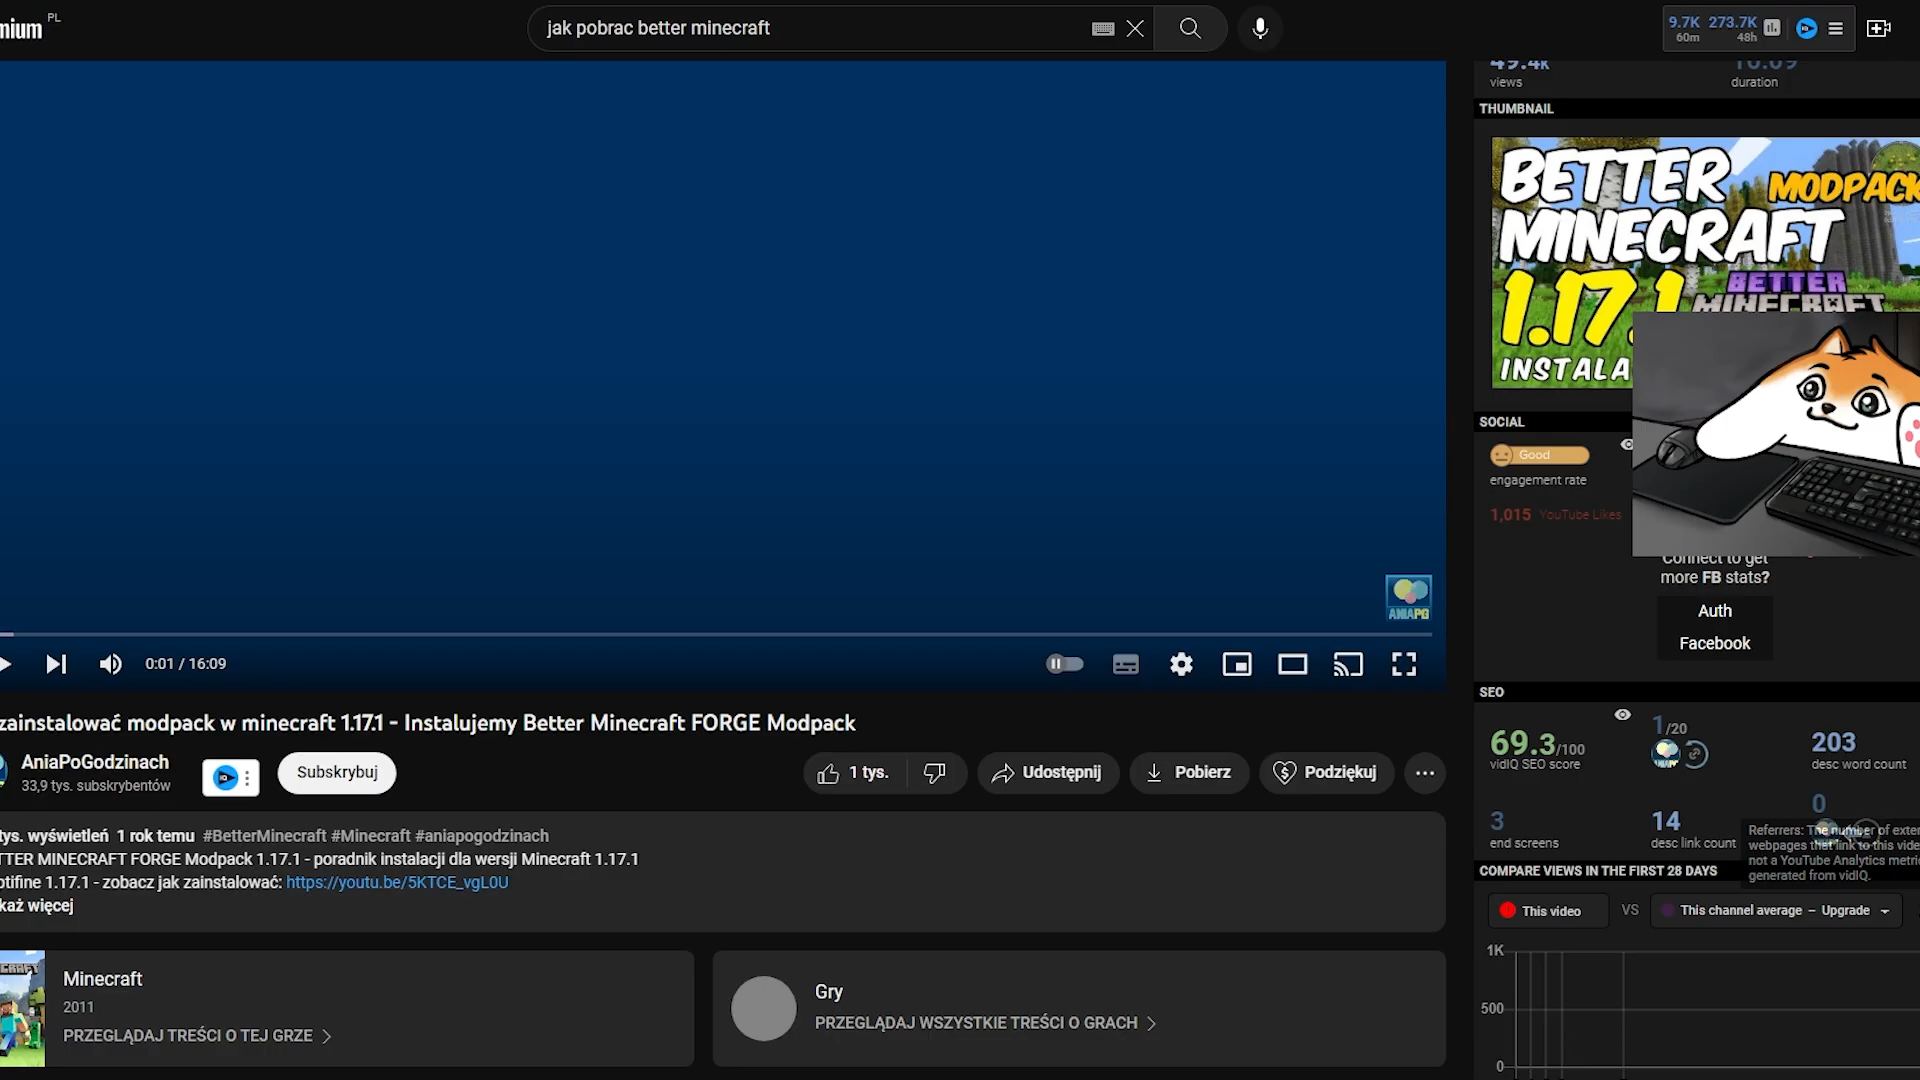 mium PL
jak pobrac better minecraft
9.7K 273.7K
60m 48h
49.4k
views
duration
THUMBNAIL
BETTER
MODPACK
MINECRAFT
1.17.1
BETTER
MINECRAFT
INSTALA
SOCIAL
Good
engagement rate
1,015 YouTube Likes
Connect to get
more FB stats?
Auth
Facebook
ANIAPG
0:01 / 16:09
SEO
69.3/100
vidIQ SEO score
1/20
203
desc word count
3
end screens
14
desc link count
0
Referrers: The number of exter
webpages that link to this vide
not a YouTube Analytics metric
generated from vidIQ.
COMPARE VIEWS IN THE FIRST 28 DAYS
This video VS This channel average – Upgrade
1K
500
0
zainstalować modpack w minecraft 1.17.1 - Instalujemy Better Minecraft FORGE Modpack
AniaPoGodzinach
33,9 tys. subskrybentów
Subskrybuj
1 tys.
Udostępnij
Pobierz
Podziękuj
tys. wyświetleń 1 rok temu #BetterMinecraft #Minecraft #aniapogodzinach
TTER MINECRAFT FORGE Modpack 1.17.1 - poradnik instalacji dla wersji Minecraft 1.17.1
ptifine 1.17.1 - zobacz jak zainstalować: https://youtu.be/5KTCE_vgL0U
każ więcej
Minecraft
2011
PRZEGLĄDAJ TREŚCI O TEJ GRZE
Gry
PRZEGLĄDAJ WSZYSTKIE TREŚCI O GRACH